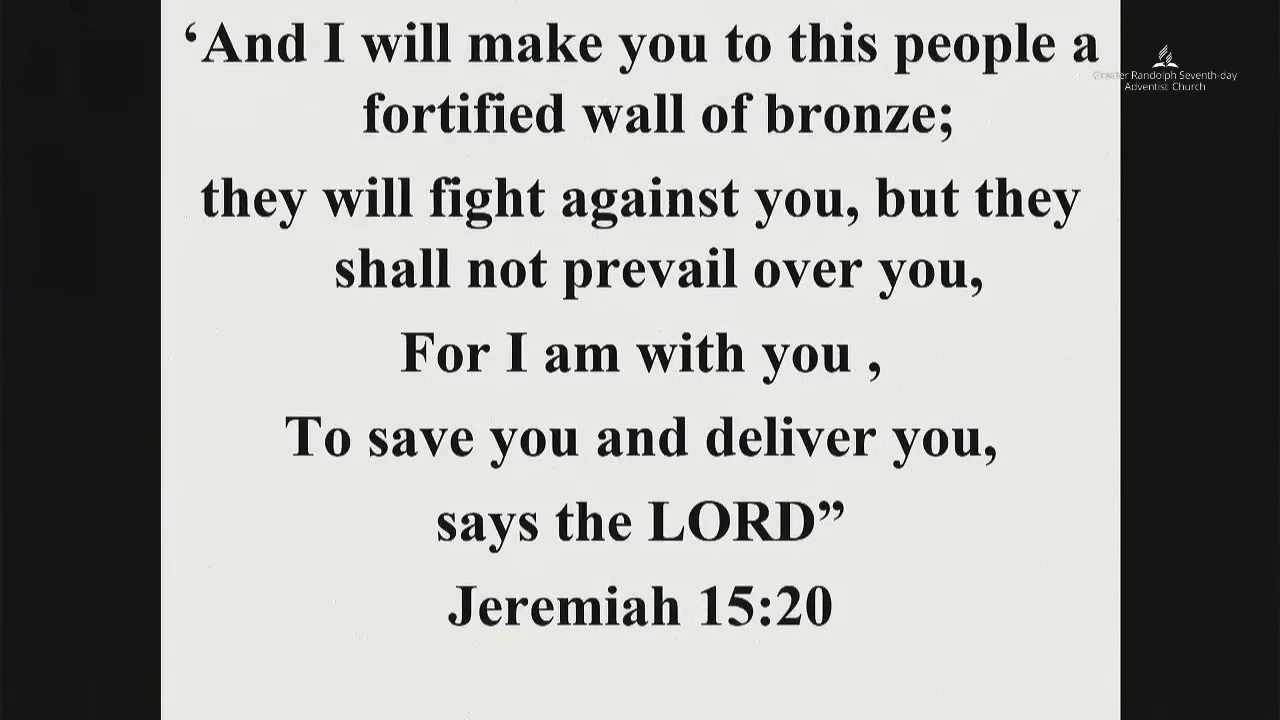 ‘And I will make you to this people a
fortified wall of bronze;
they will fight against you, but they
shall not prevail over you,
For I am with you ,
To save you and deliver you,
says the LORD”
Jeremiah 15:20
Greater Randolph Seventh-day
Adventist Church